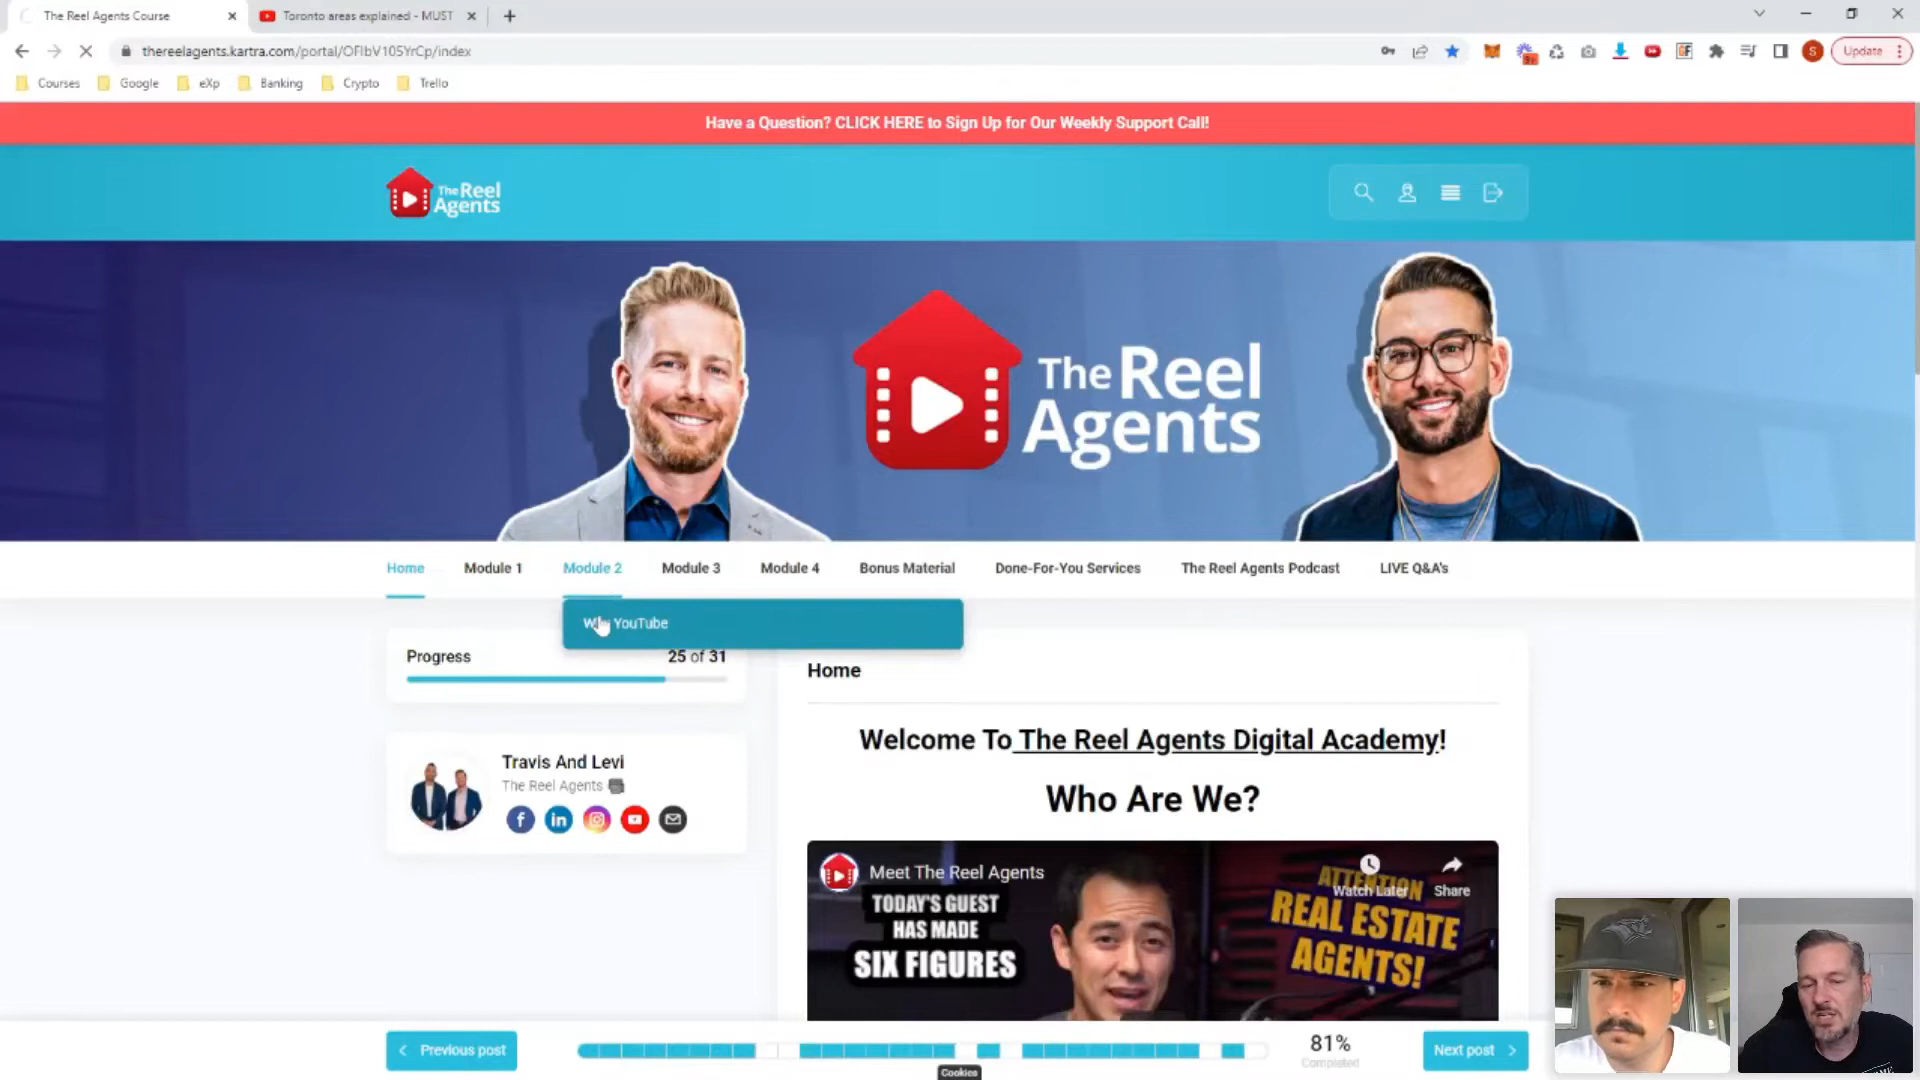 The Reel Agents Course
Toronto areas explained - MUST
thereelagents.kartra.com/portal/OFIbV105YrCp/index
Update
Courses
Google
eXp
Banking
Crypto
Trello
Have a Question? CLICK HERE to Sign Up for Our Weekly Support Call!
The Reel
Agents
The Reel
Agents
Home
Module 1
Module 2
Module 3
Module 4
Bonus Material
Done-For-You Services
The Reel Agents Podcast
LIVE Q&A's
YouTube
Progress
25 of 31
Home
Welcome To The Reel Agents Digital Academy!
Travis And Levi
The Reel Agents
Who Are We?
Meet The Reel Agents
Watch Later
Share
TODAY'S GUEST
HAS MADE
SIX FIGURES
ATTENTION
REAL ESTATE
AGENTS!
Previous post
81%
Completed
Next post
Cookies